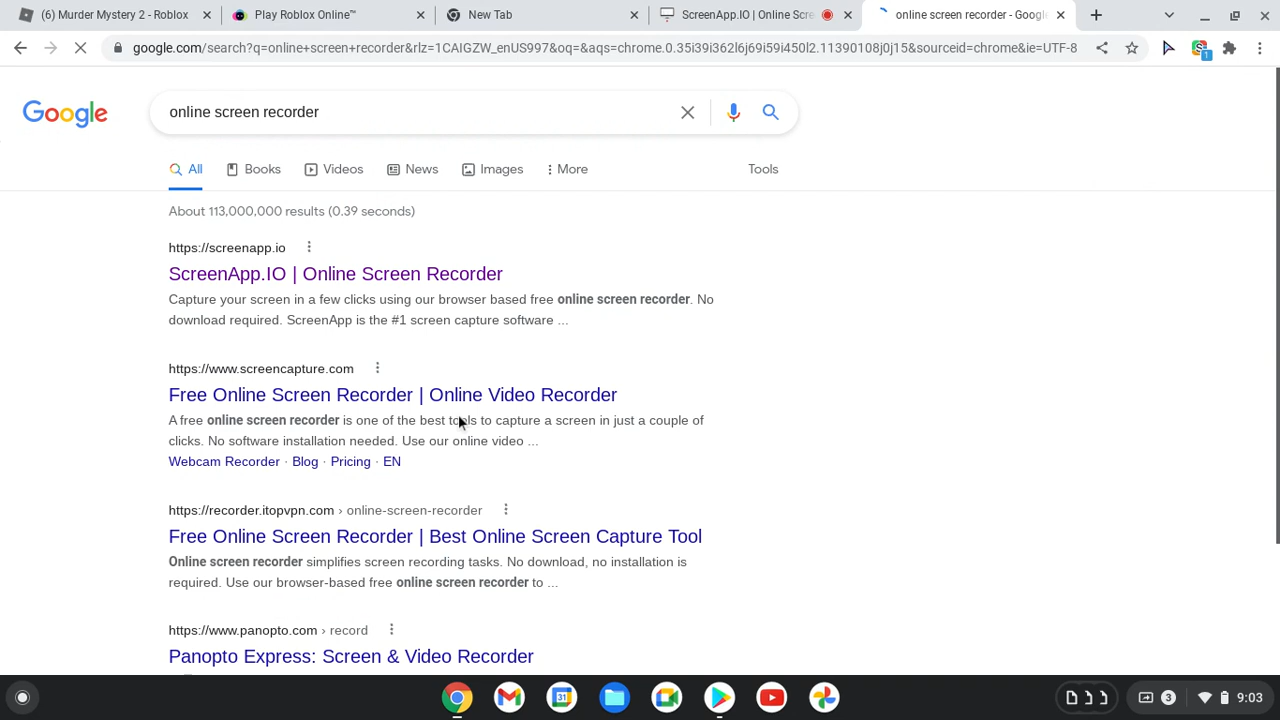 (6) Murder Mystery 2 - Roblox
Play Roblox Online™
New Tab
ScreenApp.IO | Online Scre
online screen recorder - Google
google.com/search?q=online+screen+recorder&rlz=1CAIGZW_enUS997&oq=&aqs=chrome.0.35i39i362l6j69i59i450l2.11390108j0j15&sourceid=chrome&ie=UTF-8
1
Google
online screen recorder
All
Books
Videos
News
Images
More
Tools
About 113,000,000 results (0.39 seconds)
https://screenapp.io
ScreenApp.IO | Online Screen Recorder
Capture your screen in a few clicks using our browser based free online screen recorder. No
download required. ScreenApp is the #1 screen capture software ...
https://www.screencapture.com
Free Online Screen Recorder | Online Video Recorder
A free online screen recorder is one of the best tools to capture a screen in just a couple of
clicks. No software installation needed. Use our online video ...
Webcam Recorder · Blog · Pricing · EN
https://recorder.itopvpn.com › online-screen-recorder
Free Online Screen Recorder | Best Online Screen Capture Tool
Online screen recorder simplifies screen recording tasks. No download, no installation is
required. Use our browser-based free online screen recorder to ...
https://www.panopto.com › record
Panopto Express: Screen & Video Recorder
31
3
9:03